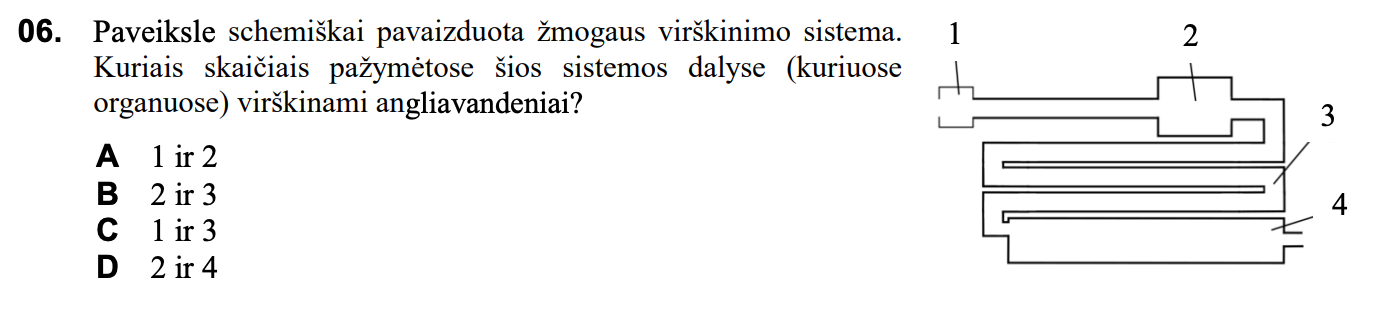 06. Paveiksle schemiškai pavaizduota žmogaus virškinimo sistema.
Kuriais skaičiais pažymėtose šios sistemos dalyse (kuriuose
organuose) virškinami angliavandeniai?
A 1 ir 2
B 2 ir 3
C 1 ir 3
D 2 ir 4
1
2
3
4